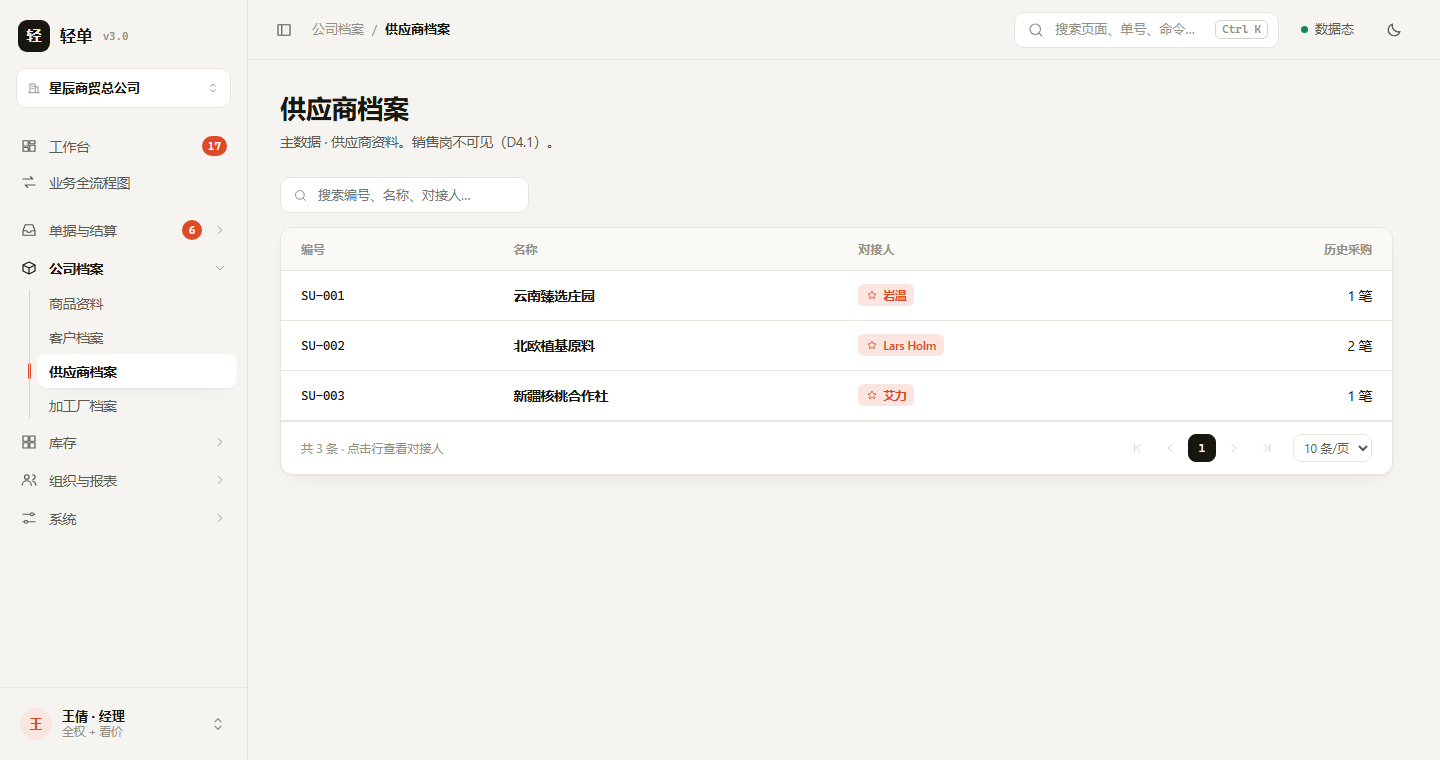 轻 轻单 v3.0
星辰商贸总公司
工作台 17
业务全流程图
单据与结算 6
公司档案
商品资料
客户档案
供应商档案
加工厂档案
库存
组织与报表
系统
王 王倩 · 经理
全权 + 看价
公司档案 / 供应商档案
搜索页面、单号、命令... Ctrl K
数据态
供应商档案
主数据 · 供应商资料。销售岗不可见（D4.1）。
搜索编号、名称、对接人...
编号 名称 对接人 历史采购
SU-001 云南臻选庄园 岩温 1 笔
SU-002 北欧植基原料 Lars Holm 2 笔
SU-003 新疆核桃合作社 艾力 1 笔
共 3 条 · 点击行查看对接人 1 10 条/页